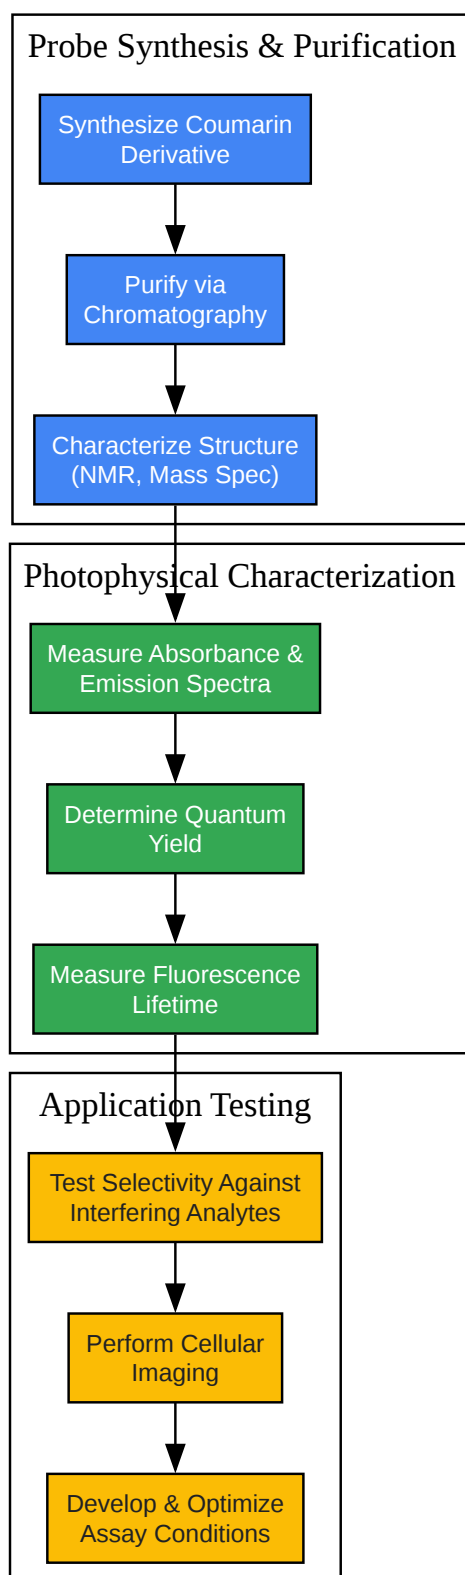 Probe Synthesis & Purification
Synthesize Coumarin
Derivative
Purify via
Chromatography
Characterize Structure
(NMR, Mass Spec)
Photophysical Characterization
Measure Absorbance &
Emission Spectra
Determine Quantum
Yield
Measure Fluorescence
Lifetime
Application Testing
Test Selectivity Against
Interfering Analytes
Perform Cellular
Imaging
Develop & Optimize
Assay Conditions